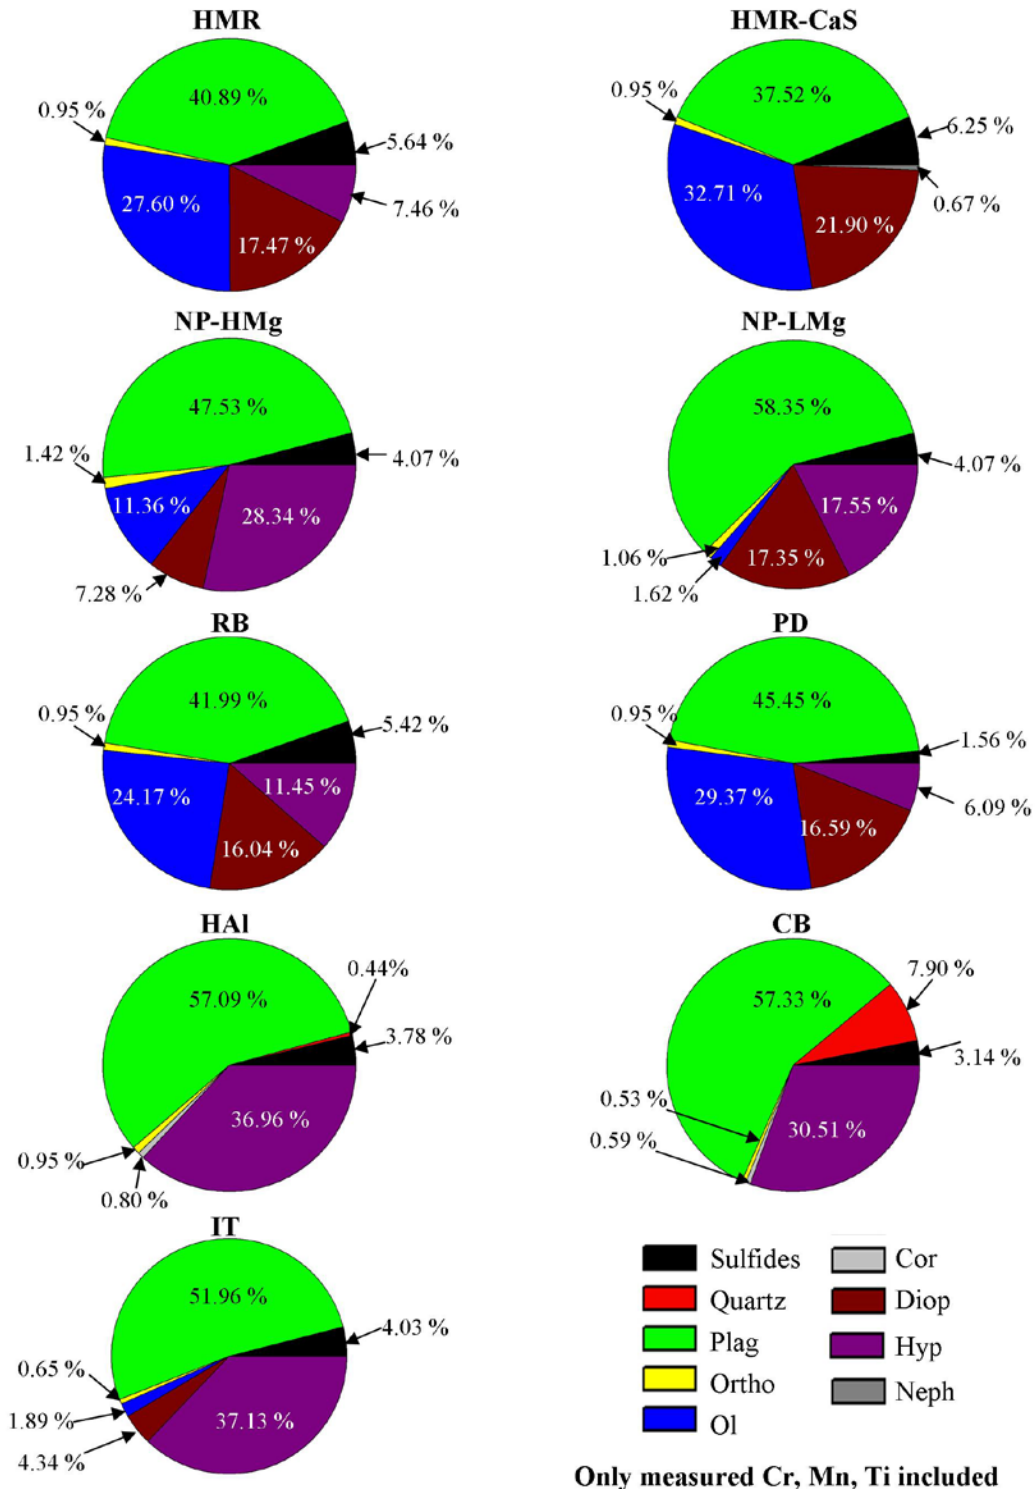 HMR
HMR-CaS
40.89 %
0.95 %
5.64 %
27.60 %
7.46 %
17.47 %
0.95 %
37.52 %
6.25 %
32.71 %
0.67 %
21.90 %
NP-HMg
NP-LMg
47.53 %
1.42 %
4.07 %
11.36 %
28.34 %
7.28 %
58.35 %
4.07 %
17.55 %
1.06 %
17.35 %
1.62 %
RB
PD
41.99 %
0.95 %
5.42 %
24.17 %
11.45 %
16.04 %
45.45 %
0.95 %
1.56 %
29.37 %
6.09 %
16.59 %
HAl
CB
0.44%
57.09 %
3.78 %
36.96 %
0.95 %
0.80 %
7.90 %
57.33 %
3.14 %
0.53 %
0.59 %
30.51 %
IT
51.96 %
4.03 %
0.65 %
1.89 %
37.13 %
4.34 %
Sulfides
Quartz
Plag
Ortho
Ol
Cor
Diop
Hyp
Neph
Only measured Cr, Mn, Ti included